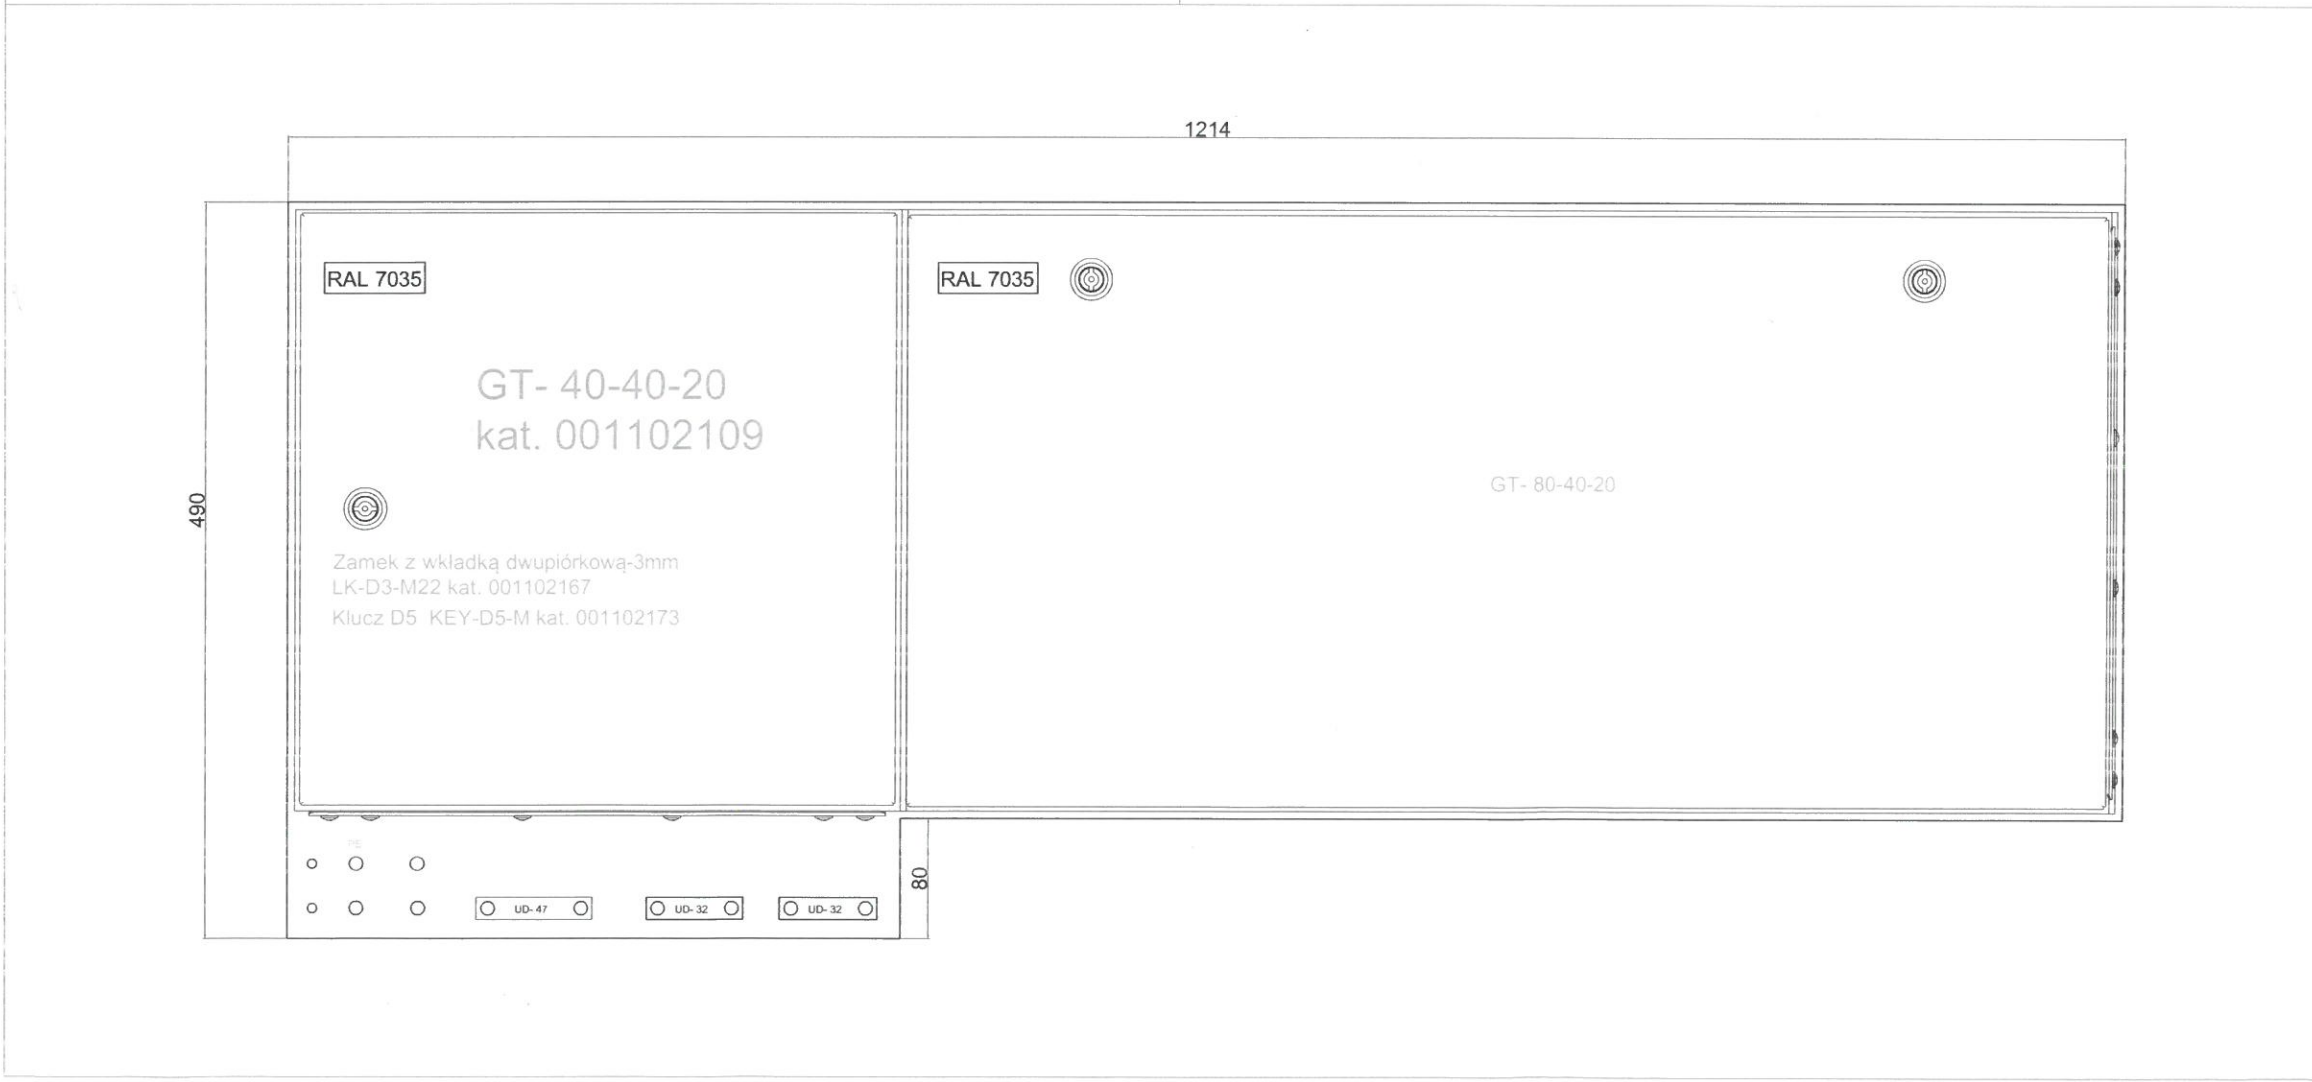 1214
RAL 7035
RAL 7035
GT- 40-40-20
kat. 001102109
GT- 80-40-20
490
Zamek z wkładką dwupiórkową-3mm
LK-D3-M22 kat. 001102167
Klucz D5 KEY-D5-M kat. 001102173
PE
80
UD- 47
UD- 32
UD- 32